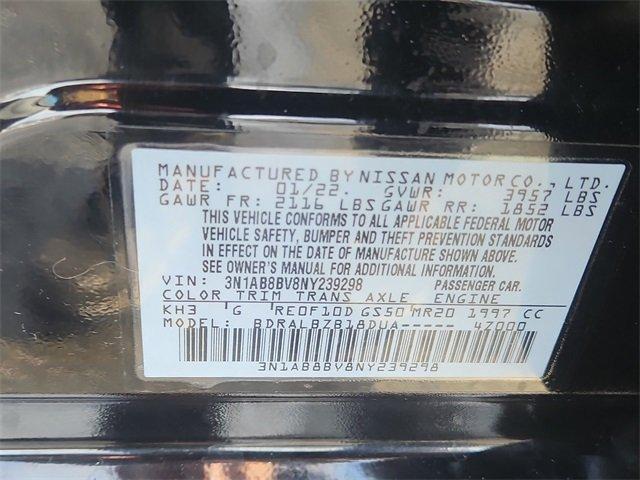 MANUFACTURED BY NISSAN MOTOR CO., LTD.
DATE: 01/22. GVWR: 3957 LBS
GAWR FR: 2116 LBS GAWR RR: 1852 LBS
THIS VEHICLE CONFORMS TO ALL APPLICABLE FEDERAL MOTOR
VEHICLE SAFETY, BUMPER AND THEFT PREVENTION STANDARDS
IN EFFECT ON THE DATE OF MANUFACTURE SHOWN ABOVE.
SEE OWNER'S MANUAL FOR ADDITIONAL INFORMATION.
VIN: 3N1AB8BV8NY239298 PASSENGER CAR.
COLOR TRIM TRANS AXLE ENGINE
KH3 G RE0F10D GS50 MR20 1997 CC
MODEL: BDRALBZB18DUA----- 4Z000
3N1AB8BV8NY239298